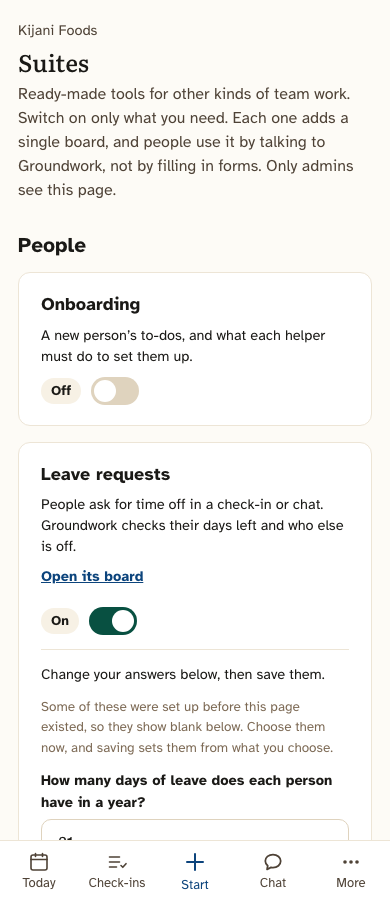 Kijani Foods
Suites
Ready-made tools for other kinds of team work.
Switch on only what you need. Each one adds a
single board, and people use it by talking to
Groundwork, not by filling in forms. Only admins
see this page.
People
Onboarding
A new person’s to-dos, and what each helper
must do to set them up.
Off
Leave requests
People ask for time off in a check-in or chat.
Groundwork checks their days left and who else
is off.
Open its board
On
Change your answers below, then save them.
Some of these were set up before this page
existed, so they show blank below. Choose them
now, and saving sets them from what you choose.
How many days of leave does each person
have in a year?
Today
Check-ins
Start
Chat
More